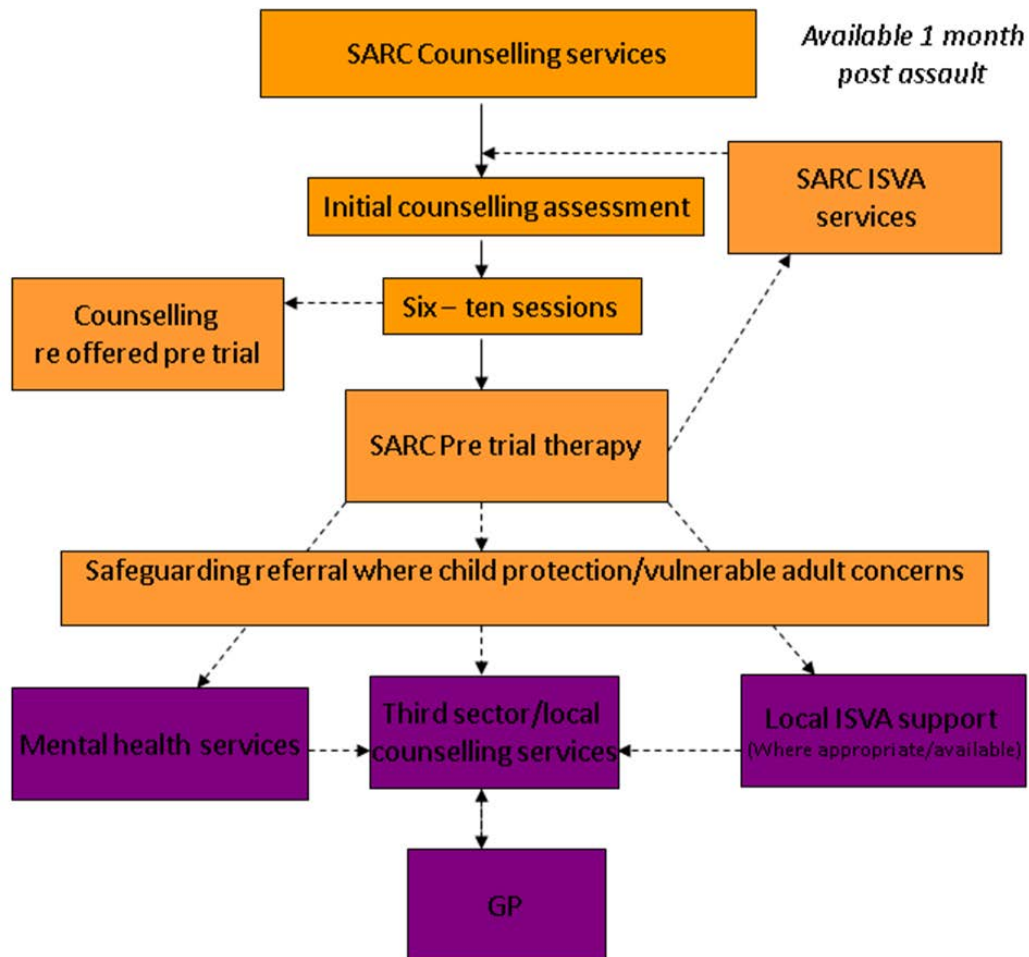 SARC Counselling services
Available 1 month
post assault
SARC ISVA
services
Initial counselling assessment
Six – ten sessions
Counselling
re offered pre trial
SARC Pre trial therapy
Safeguarding referral where child protection/vulnerable adult concerns
Mental health services
Third sector/local
counselling services
Local ISVA support
(Where appropriate/available)
GP